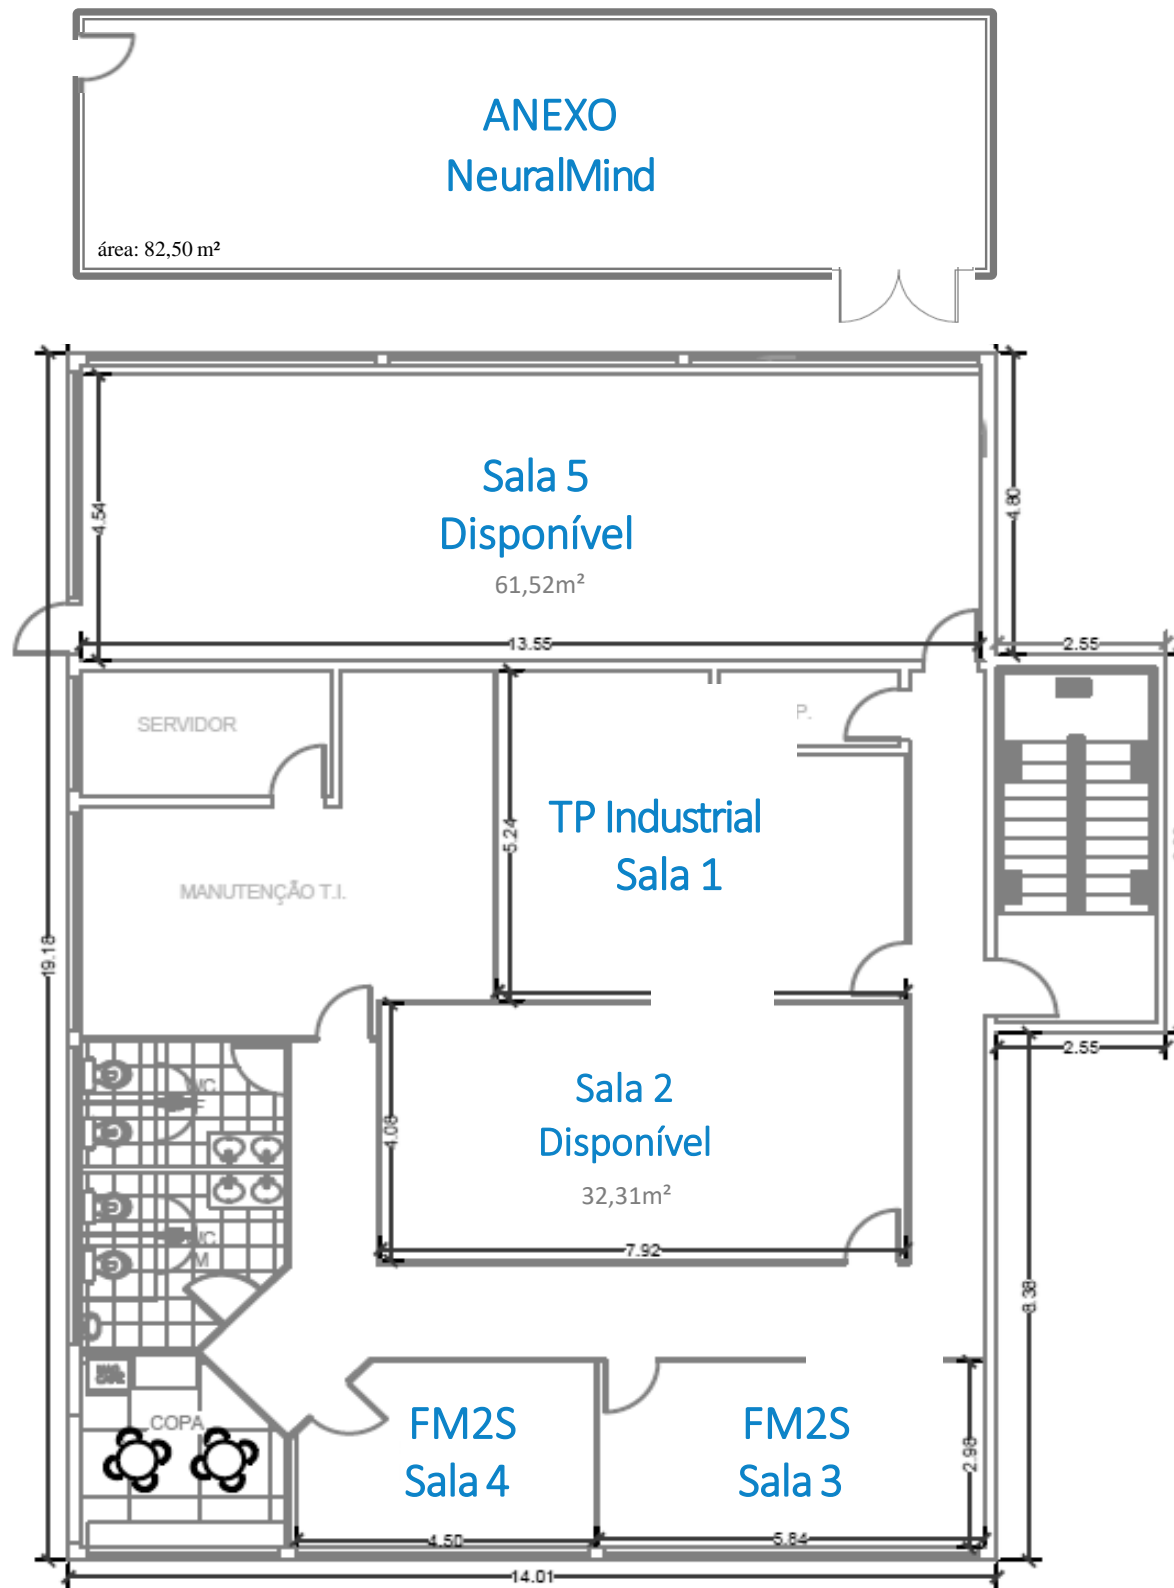 ANEXO
NeuralMind
área: 82,50 m²
Sala 5
Disponível
61,52m²
4.54
4.80
13.55
2.55
SERVIDOR
P.
TP Industrial
Sala 1
5.24
MANUTENÇÃO T.I.
19.18
2.55
Sala 2
Disponível
32,31m²
4.08
7.92
WC
F
WC
M
8.38
COPA
FM2S
Sala 4
FM2S
Sala 3
2.98
4.50
5.84
14.01